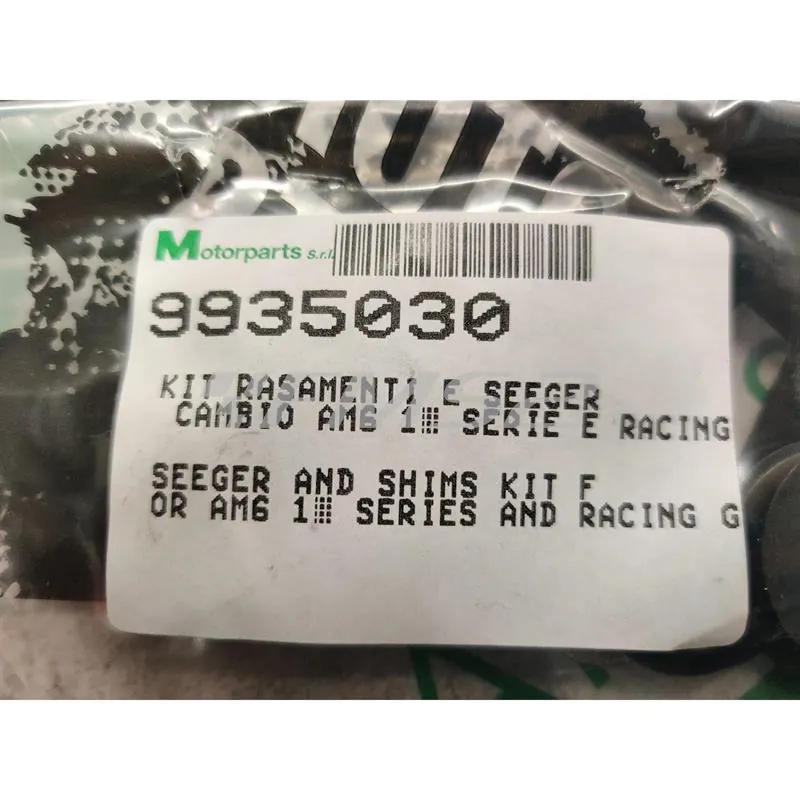 Motorparts s.r.l.
9935030
KIT RASAMENTI E SEEGER
CAMBIO AM6 1▒ SERIE E RACING
SEEGER AND SHIMS KIT F
OR AM6 1▒ SERIES AND RACING G